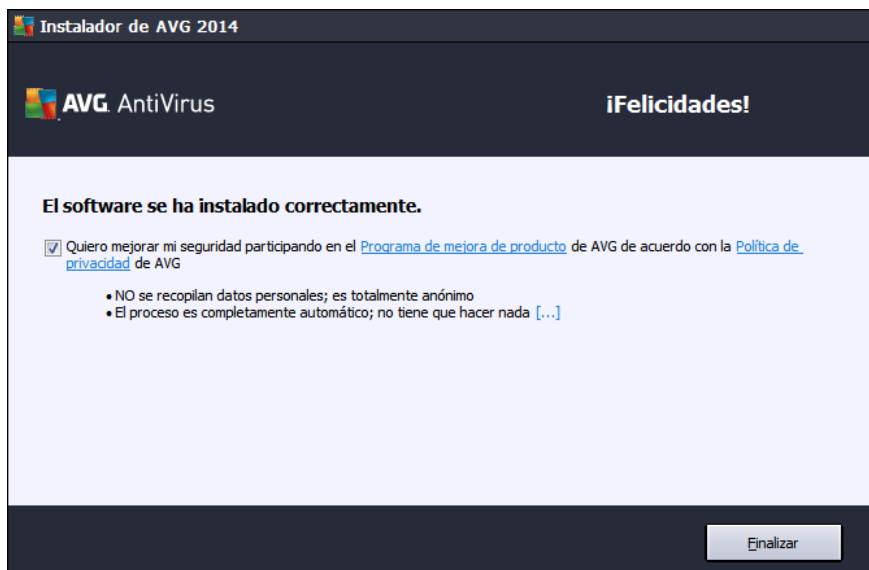 Instalador de AVG 2014
AVG. AntiVirus
¡Felicidades!
El software se ha instalado correctamente.
Quiero mejorar mi seguridad participando en el Programa de mejora de producto de AVG de acuerdo con la Política de
privacidad de AVG
• NO se recopilan datos personales; es totalmente anónimo
• El proceso es completamente automático; no tiene que hacer nada [...]
Finalizar